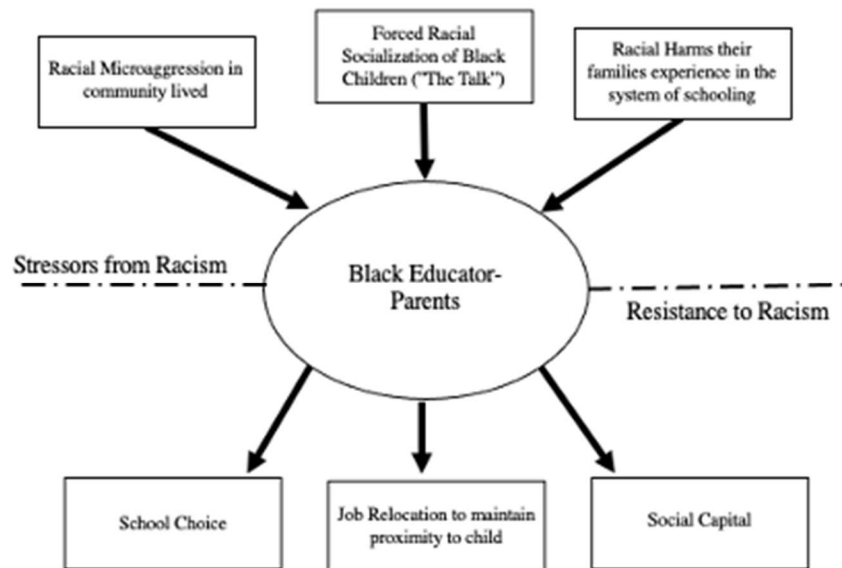 Racial Microaggression in
community lived
Forced Racial
Socialization of Black
Children ("The Talk")
Racial Harms their
families experience in the
system of schooling
Stressors from Racism
Black Educator-
Parents
Resistance to Racism
School Choice
Job Relocation to maintain
proximity to child
Social Capital